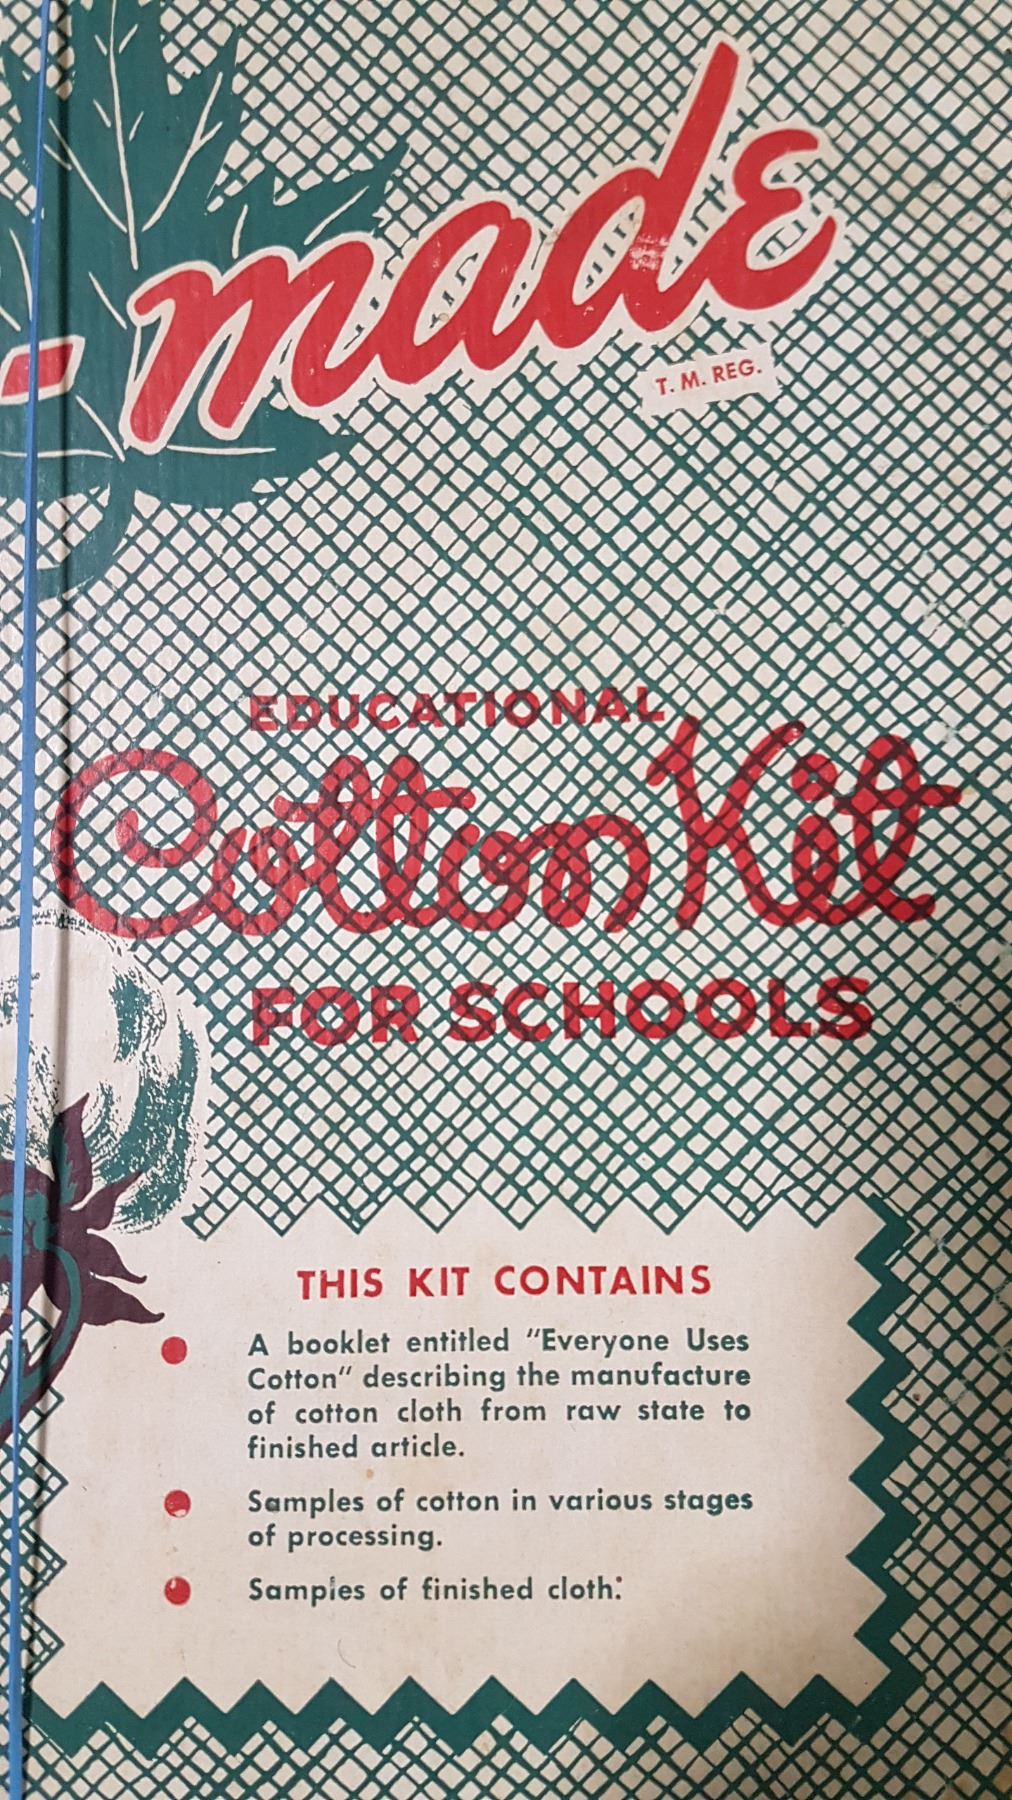 - made
T. M. REG.
EDUCATIONAL
Cotton Kit
FOR SCHOOLS
THIS KIT CONTAINS
• A booklet entitled "Everyone Uses
Cotton" describing the manufacture
of cotton cloth from raw state to
finished article.
• Samples of cotton in various stages
of processing.
• Samples of finished cloth.